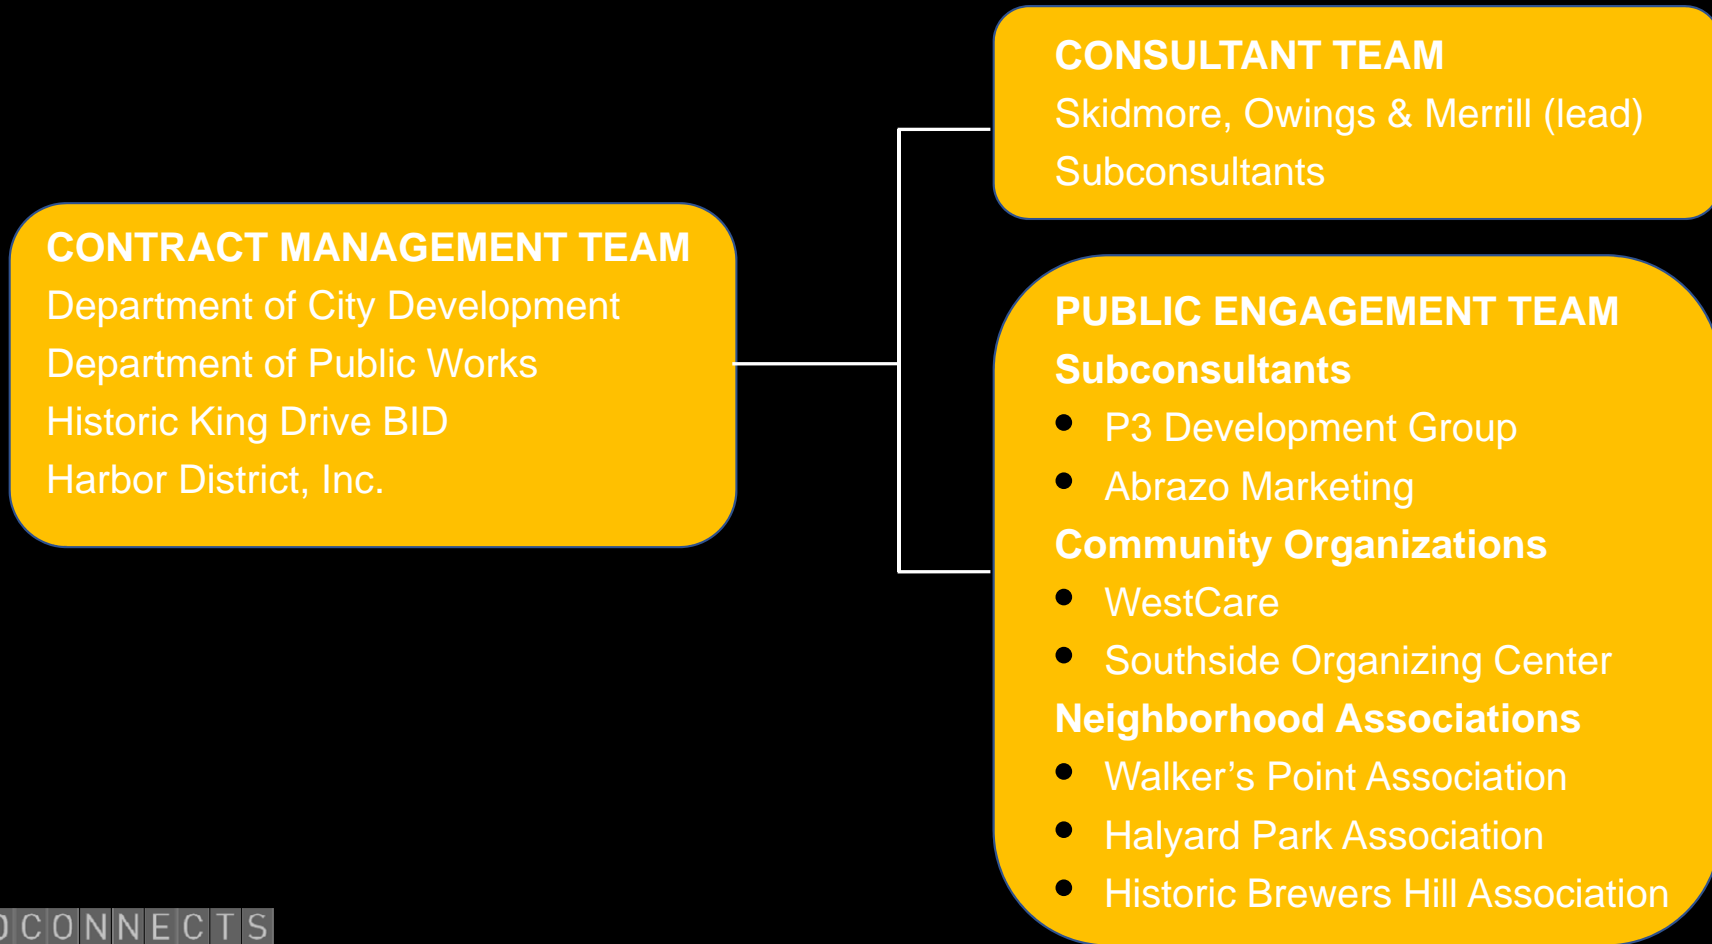 CONTRACT MANAGEMENT TEAM
Department of City Development
Department of Public Works
Historic King Drive BID
Harbor District, Inc.
CONSULTANT TEAM
Skidmore, Owings & Merrill (lead)
Subconsultants
PUBLIC ENGAGEMENT TEAM
Subconsultants
• P3 Development Group
• Abrazo Marketing
Community Organizations
• WestCare
• Southside Organizing Center
Neighborhood Associations
• Walker’s Point Association
• Halyard Park Association
• Historic Brewers Hill Association
CONNECTS